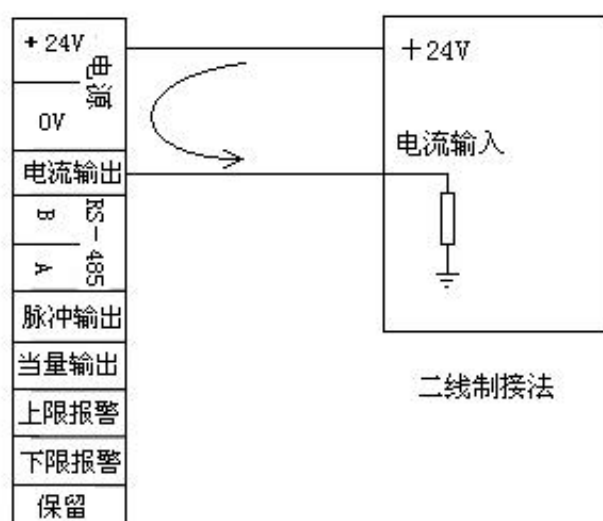 +24V
电源
0V
电流输出
B
A
RS-485
脉冲输出
当量输出
上限报警
下限报警
保留
+24V
电流输入
二线制接法